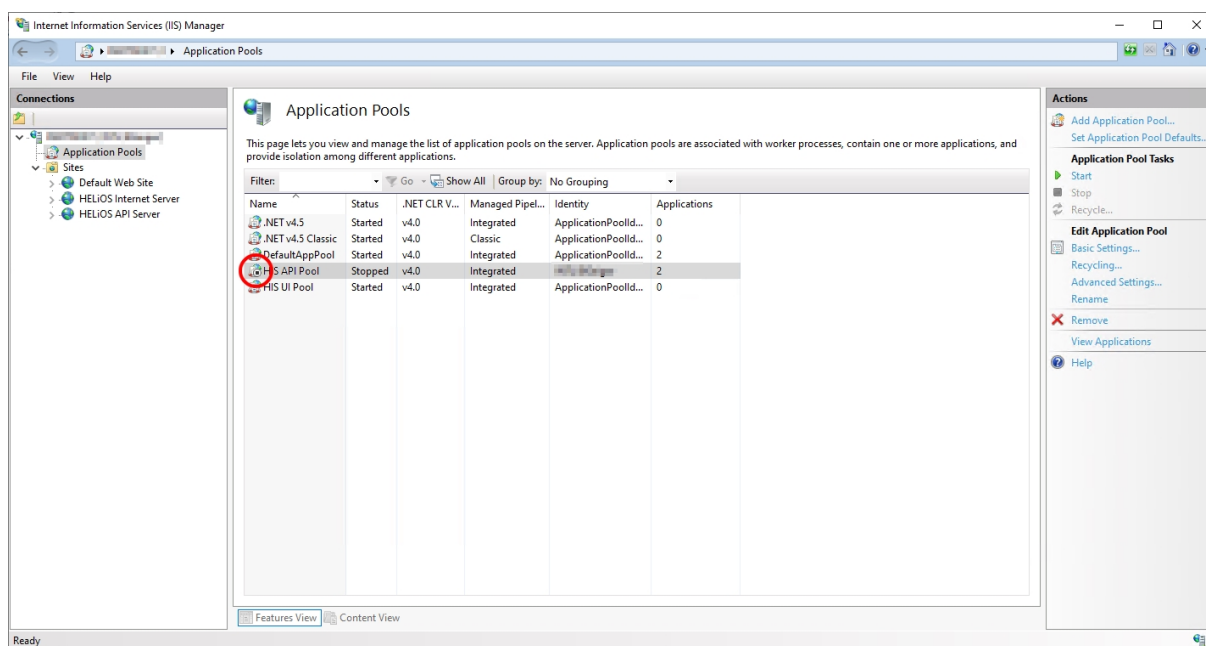 Internet Information Services (IIS) Manager
Application Pools
File View Help
Connections
Application Pools
Sites
Default Web Site
HELiOS Internet Server
HELiOS API Server
Application Pools
This page lets you view and manage the list of application pools on the server. Application pools are associated with worker processes, contain one or more applications, and
provide isolation among different applications.
Filter: Go Show All Group by: No Grouping
Name Status .NET CLR V... Managed Pipel... Identity Applications
.NET v4.5 Started v4.0 Integrated ApplicationPoolId... 0
.NET v4.5 Classic Started v4.0 Classic ApplicationPoolId... 0
DefaultAppPool Started v4.0 Integrated ApplicationPoolId... 2
HIS API Pool Stopped v4.0 Integrated 2
HIS UI Pool Started v4.0 Integrated ApplicationPoolId... 0
Features View Content View
Actions
Add Application Pool...
Set Application Pool Defaults...
Application Pool Tasks
Start
Stop
Recycle...
Edit Application Pool
Basic Settings...
Recycling...
Advanced Settings...
Rename
Remove
View Applications
Help
Ready